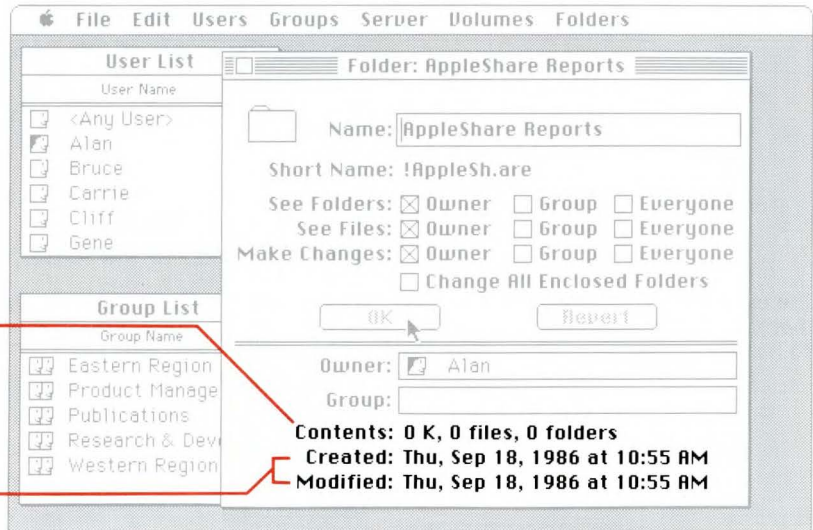 File Edit Users Groups Server Volumes Folders
User List
User Name
<Any User>
Alan
Bruce
Carrie
Cliff
Gene
Group List
Group Name
Eastern Region
Product Manage
Publications
Research & Dev
Western Region
Folder: AppleShare Reports
Name: AppleShare Reports
Short Name: !AppleSh.are
See Folders: Owner Group Everyone
See Files: Owner Group Everyone
Make Changes: Owner Group Everyone
Change All Enclosed Folders
OK Revert
Owner: Alan
Group:
Contents: 0 K, 0 files, 0 folders
Created: Thu, Sep 18, 1986 at 10:55 AM
Modified: Thu, Sep 18, 1986 at 10:55 AM